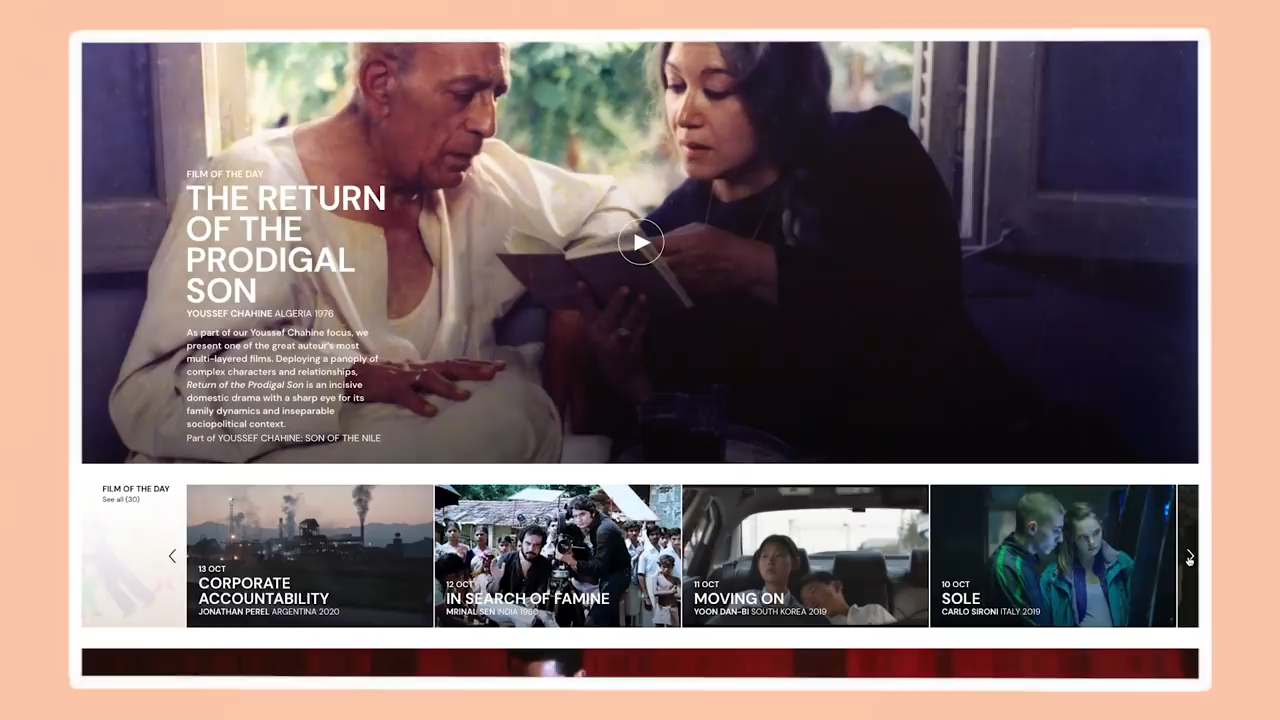 FILM OF THE DAY
THE RETURN
OF THE
PRODIGAL
SON
YOUSSEF CHAHINE ALGERIA 1976
As part of our Youssef Chahine focus, we
present one of the great auteur's most
multi-layered films. Deploying a panoply of
complex characters and relationships,
Return of the Prodigal Son is an incisive
domestic drama with a sharp eye for its
family dynamics and inseparable
sociopolitical context.
Part of YOUSSEF CHAHINE: SON OF THE NILE
FILM OF THE DAY
See all (30)
13 OCT
CORPORATE
ACCOUNTABILITY
JONATHAN PEREL ARGENTINA 2020
12 OCT
IN SEARCH OF FAMINE
MRINAL SEN INDIA 1980
11 OCT
MOVING ON
YOON DAN-BI SOUTH KOREA 2019
10 OCT
SOLE
CARLO SIRONI ITALY 2019